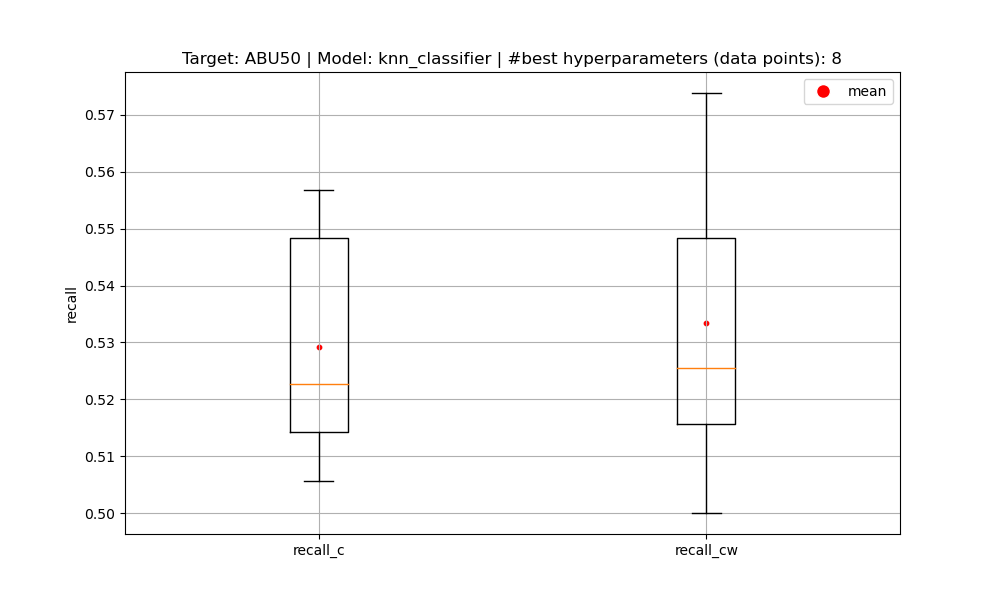 Target: ABU50 | Model: knn_classifier | #best hyperparameters (data points): 8
mean
recall
0.57
0.56
0.55
0.54
0.53
0.52
0.51
0.50
recall_c
recall_cw